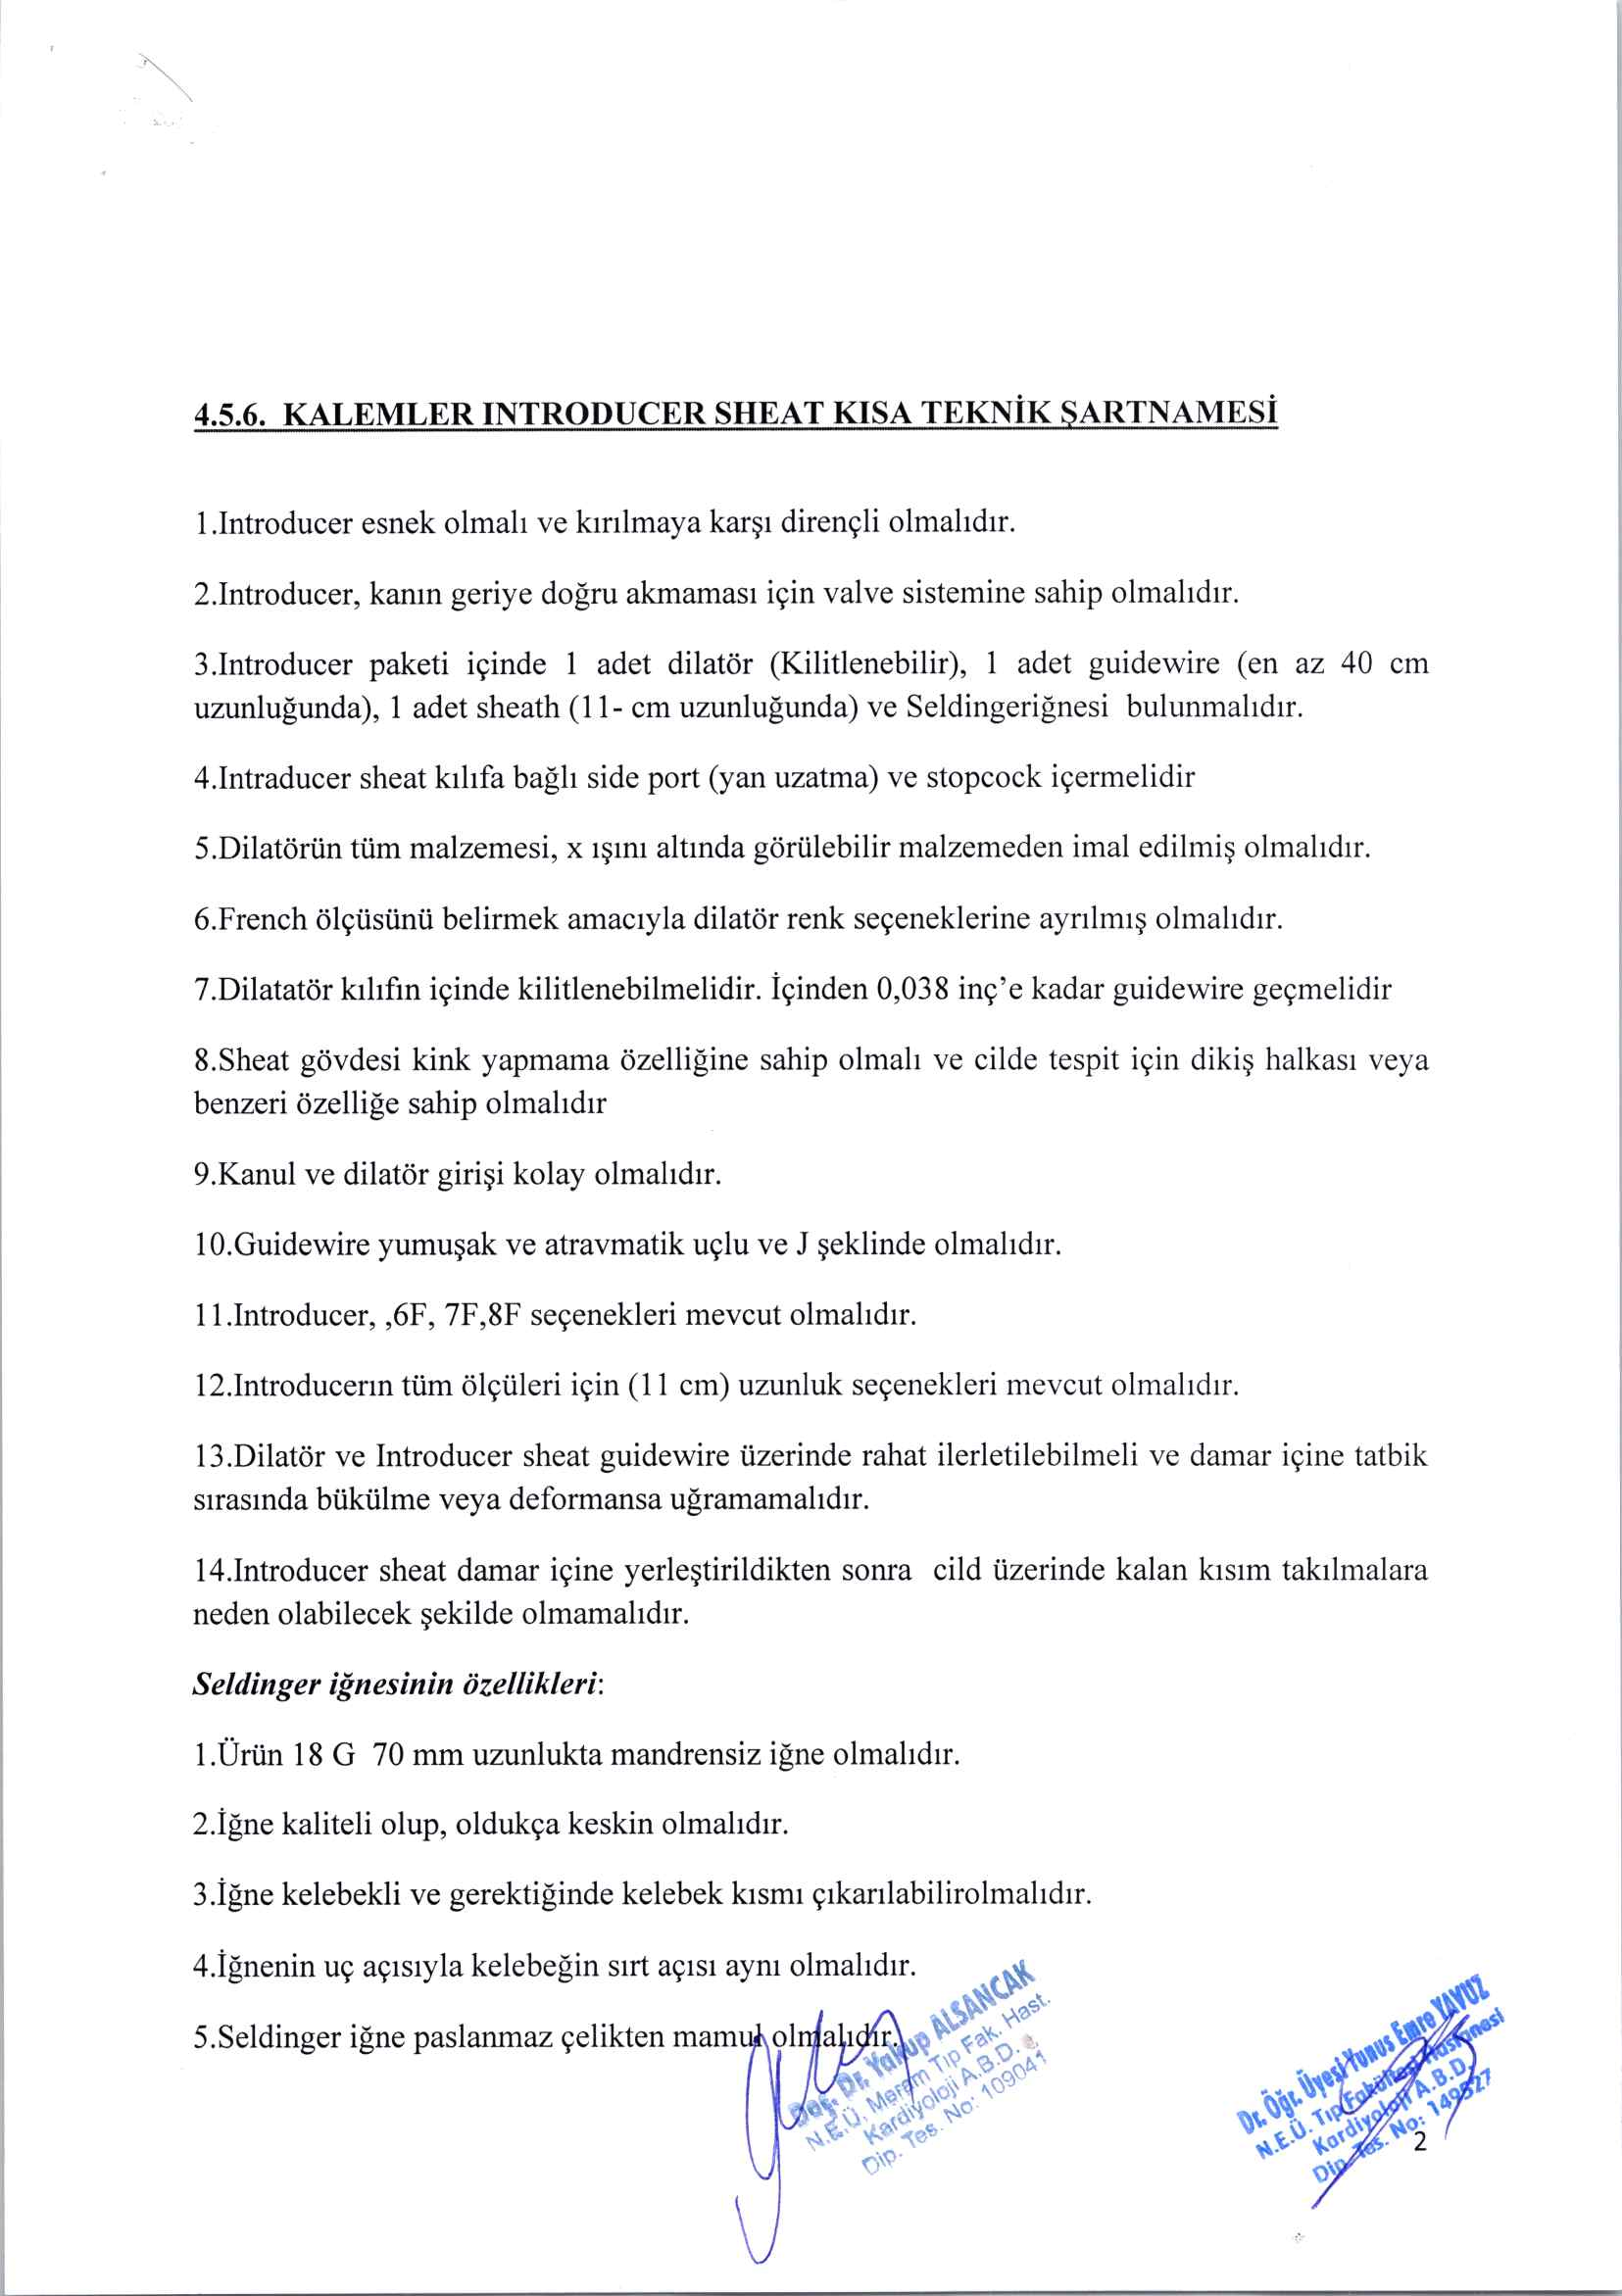 4.5.6. KALEMLER INTRODUCER SHEAT KISA TEKNİK ŞARTNAMESİ
1.Introducer esnek olmalı ve kırılmaya karşı dirençli olmalıdır.
2.Introducer, kanın geriye doğru akmaması için valve sistemine sahip olmalıdır.
3.Introducer paketi içinde 1 adet dilatör (Kilitlenebilir), 1 adet guidewire (en az 40 cm
uzunluğunda), 1 adet sheath (11- cm uzunluğunda) ve Seldingeriğnesi bulunmalıdır.
4.Intraducer sheat kılıfa bağlı side port (yan uzatma) ve stopcock içermelidir
5.Dilatörün tüm malzemesi, x ışını altında görülebilir malzemeden imal edilmiş olmalıdır.
6.French ölçüsünü belirmek amacıyla dilatör renk seçeneklerine ayrılmış olmalıdır.
7.Dilatatör kılıfın içinde kilitlenebilmelidir. İçinden 0,038 inç’e kadar guidewire geçmelidir
8.Sheat gövdesi kink yapmama özelliğine sahip olmalı ve cilde tespit için dikiş halkası veya
benzeri özelliğe sahip olmalıdır
9.Kanul ve dilatör girişi kolay olmalıdır.
10.Guidewire yumuşak ve atravmatik uçlu ve J şeklinde olmalıdır.
11.Introducer, ,6F, 7F,8F seçenekleri mevcut olmalıdır.
12.Introducerın tüm ölçüleri için (11 cm) uzunluk seçenekleri mevcut olmalıdır.
13.Dilatör ve Introducer sheat guidewire üzerinde rahat ilerletilebilmeli ve damar içine tatbik
sırasında bükülme veya deformansa uğramamalıdır.
14.Introducer sheat damar içine yerleştirildikten sonra cild üzerinde kalan kısım takılmalara
neden olabilecek şekilde olmamalıdır.
Seldinger iğnesinin özellikleri:
1.Ürün 18 G 70 mm uzunlukta mandrensiz iğne olmalıdır.
2.İğne kaliteli olup, oldukça keskin olmalıdır.
3.İğne kelebekli ve gerektiğinde kelebek kısmı çıkarılabilirolmalıdır.
4.İğnenin uç açısıyla kelebeğin sırt açısı aynı olmalıdır.
5.Seldinger iğne paslanmaz çelikten mamul olmalıdır.
Doç. Dr. Yakup ALSANCAK
N.E.Ü. Meram Tıp Fak. Hast.
Kardiyoloji A.B.D.
Dip. Tes. No: 109041
Dr. Öğr. Üyesi Yunus Emre YAVUZ
N.E.Ü. Tıp Fakültesi Hastanesi
Kardiyoloji A.B.D.
Dip. Tes. No: 149527
2